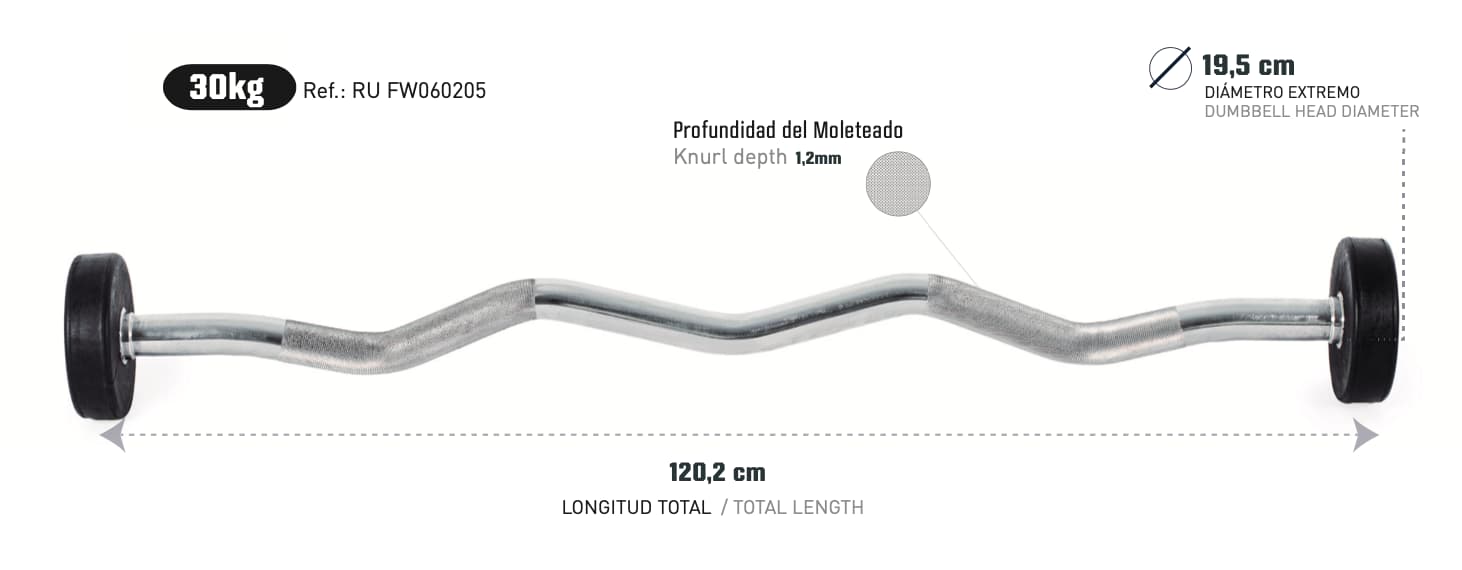 30kg Ref.: RU FW060205
19,5 cm
DIÁMETRO EXTREMO
DUMBBELL HEAD DIAMETER
Profundidad del Moleteado
Knurl depth 1,2mm
120,2 cm
LONGITUD TOTAL / TOTAL LENGTH